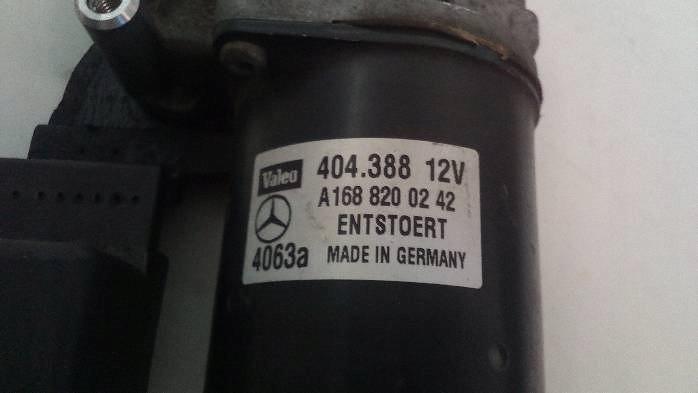 Valeo 404.388 12V
A168 820 02 42
ENTSTOERT
4063a MADE IN GERMANY